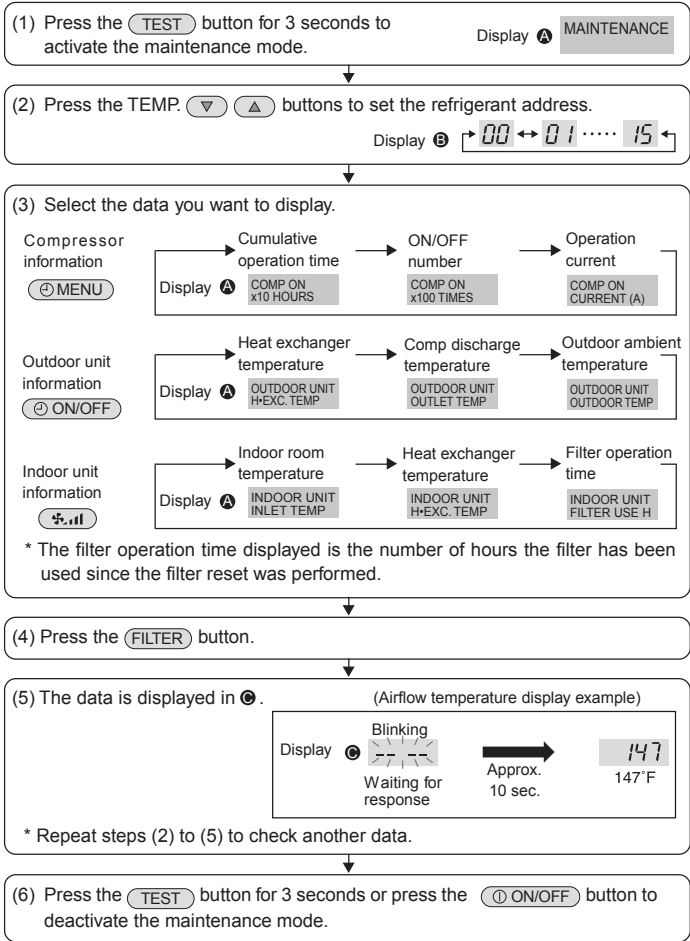 (1) Press the TEST button for 3 seconds to
activate the maintenance mode.
Display A MAINTENANCE
(2) Press the TEMP. ▽ △ buttons to set the refrigerant address.
Display B 00 ↔ 01 ····· 15
(3) Select the data you want to display.
Compressor
information
MENU
Cumulative
operation time
ON/OFF
number
Operation
current
Display A
COMP ON
x10 HOURS
COMP ON
x100 TIMES
COMP ON
CURRENT (A)
Outdoor unit
information
ON/OFF
Heat exchanger
temperature
Comp discharge
temperature
Outdoor ambient
temperature
Display A
OUTDOOR UNIT
H•EXC. TEMP
OUTDOOR UNIT
OUTLET TEMP
OUTDOOR UNIT
OUTDOOR TEMP
Indoor unit
information
Indoor room
temperature
Heat exchanger
temperature
Filter operation
time
Display A
INDOOR UNIT
INLET TEMP
INDOOR UNIT
H•EXC. TEMP
INDOOR UNIT
FILTER USE H
* The filter operation time displayed is the number of hours the filter has been
used since the filter reset was performed.
(4) Press the FILTER button.
(5) The data is displayed in C.
(Airflow temperature display example)
Blinking
Display C -- --
Waiting for
response
Approx.
10 sec.
147
147°F
* Repeat steps (2) to (5) to check another data.
(6) Press the TEST button for 3 seconds or press the ON/OFF button to
deactivate the maintenance mode.